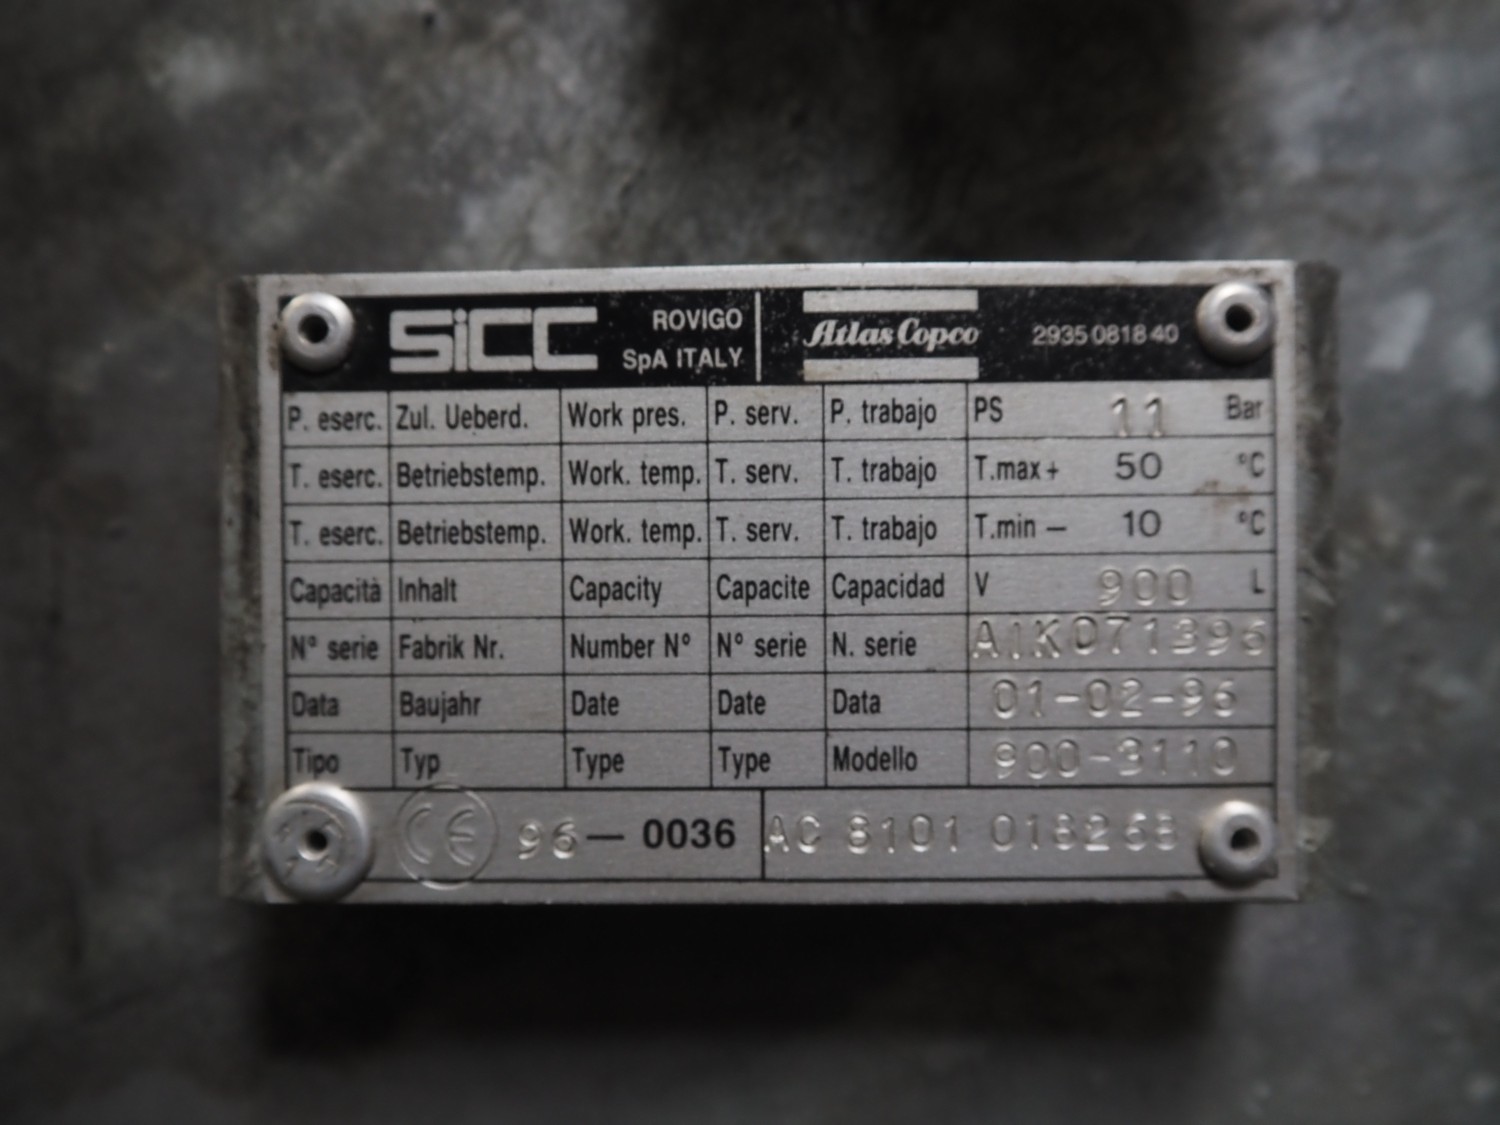 SiCC ROVIGO SpA ITALY Atlas Copco 2935 0818 40
P. eserc. Zul. Ueberd. Work pres. P. serv. P. trabajo PS 11 Bar
T. eserc. Betriebstemp. Work. temp. T. serv. T. trabajo T.max + 50 °C
T. eserc. Betriebstemp. Work. temp. T. serv. T. trabajo T.min — 10 °C
Capacità Inhalt Capacity Capacite Capacidad V 900 L
N° serie Fabrik Nr. Number N° N° serie N. serie AIK071396
Data Baujahr Date Date Data 01-02-96
Tipo Typ Type Type Modello 900-3110
CE 96 — 0036 AC 8101 018268